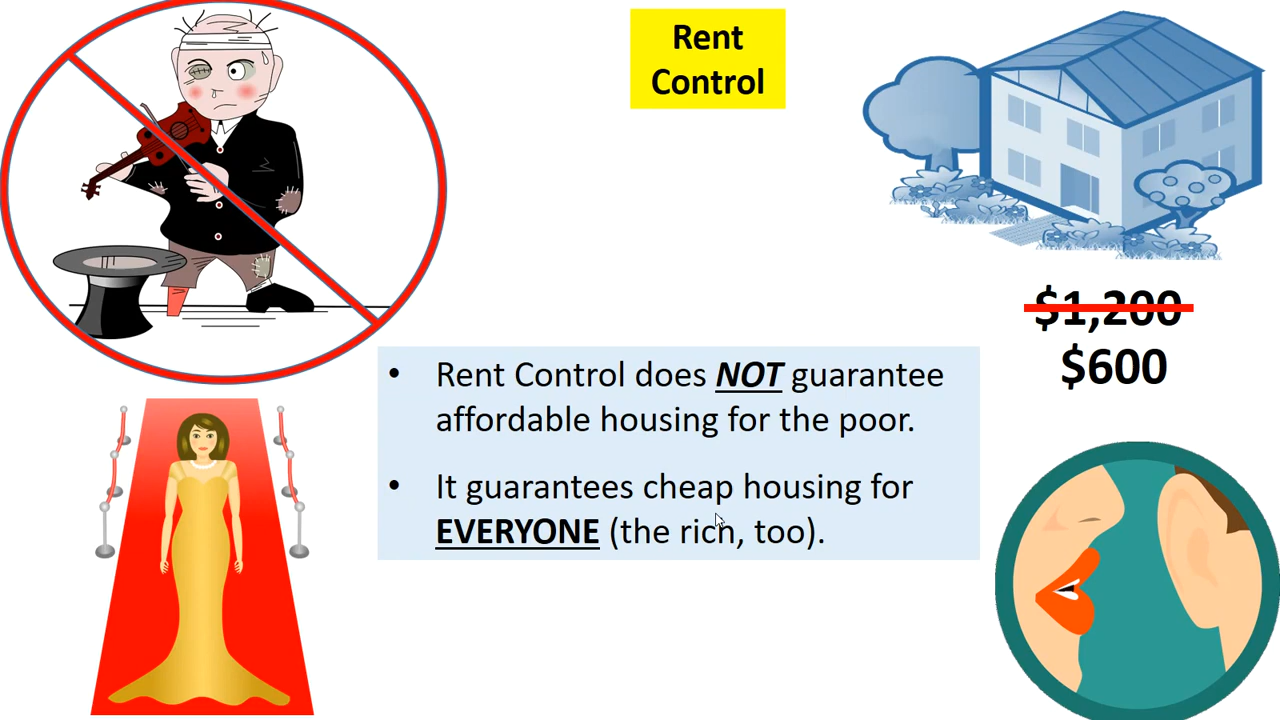 Rent
Control
$1,200
$600
• Rent Control does NOT guarantee
affordable housing for the poor.
• It guarantees cheap housing for
EVERYONE (the rich, too).